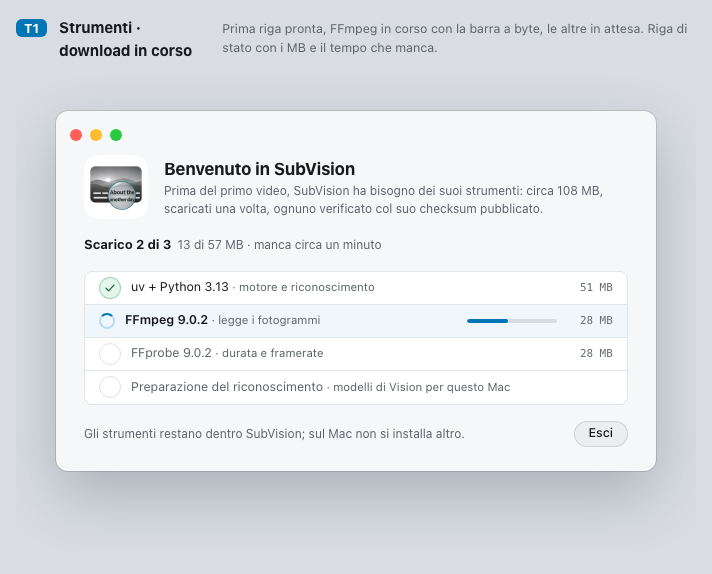 T1
Strumenti ·
download in corso
Prima riga pronta, FFmpeg in corso con la barra a byte, le altre in attesa. Riga di
stato con i MB e il tempo che manca.
About the
another day
Benvenuto in SubVision
Prima del primo video, SubVision ha bisogno dei suoi strumenti: circa 108 MB,
scaricati una volta, ognuno verificato col suo checksum pubblicato.
Scarico 2 di 3 13 di 57 MB · manca circa un minuto
uv + Python 3.13 · motore e riconoscimento 51 MB
FFmpeg 9.0.2 · legge i fotogrammi 28 MB
FFprobe 9.0.2 · durata e framerate 28 MB
Preparazione del riconoscimento · modelli di Vision per questo Mac
Gli strumenti restano dentro SubVision; sul Mac non si installa altro.
Esci